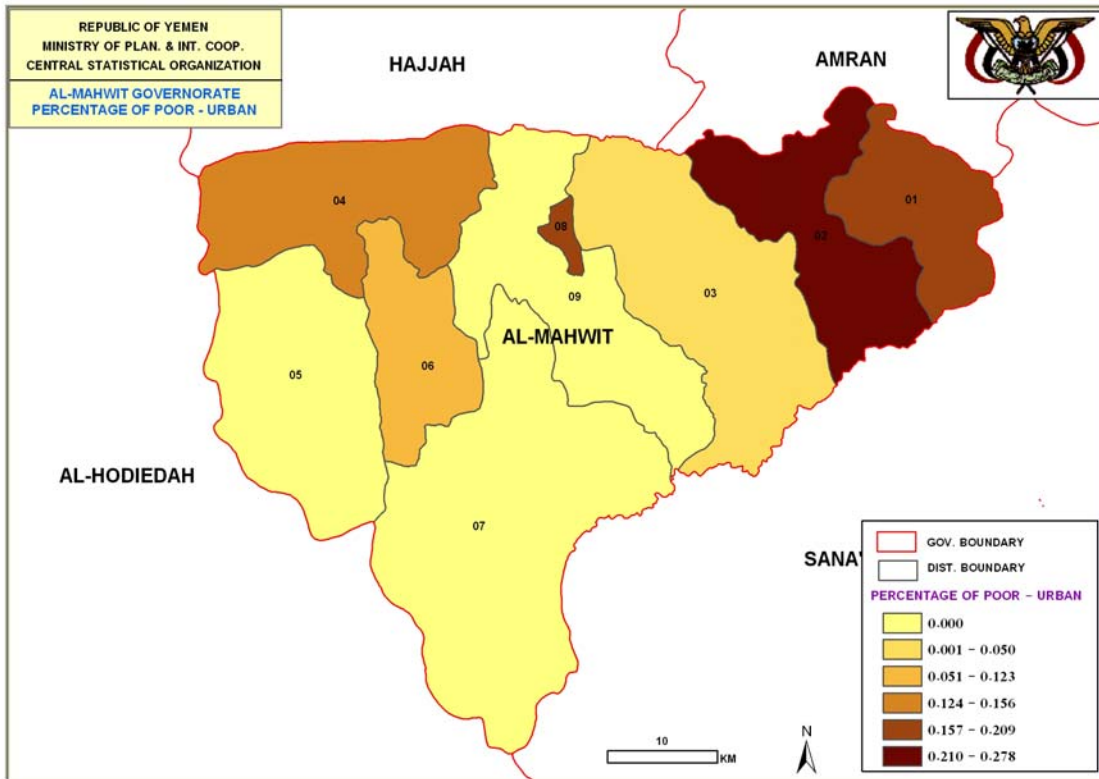 REPUBLIC OF YEMEN
MINISTRY OF PLAN. & INT. COOP.
CENTRAL STATISTICAL ORGANIZATION
AL-MAHWIT GOVERNORATE
PERCENTAGE OF POOR - URBAN
HAJJAH
AMRAN
04
01
08
02
03
09
AL-MAHWIT
06
05
AL-HODIEDAH
07
SANA'
GOV. BOUNDARY
DIST. BOUNDARY
PERCENTAGE OF POOR - URBAN
0.000
0.001 - 0.050
0.051 - 0.123
0.124 - 0.156
0.157 - 0.209
0.210 - 0.278
N
10
KM